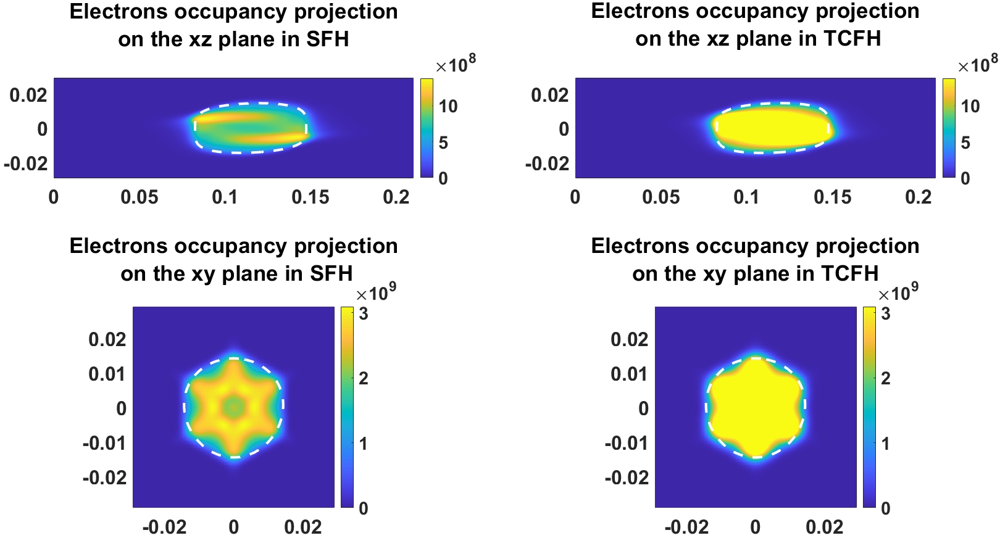 Electrons occupancy projection
on the xz plane in SFH
×10^8
0.02
0
-0.02
10
5
0
0 0.05 0.1 0.15 0.2
Electrons occupancy projection
on the xz plane in TCFH
×10^8
0.02
0
-0.02
10
5
0
0 0.05 0.1 0.15 0.2
Electrons occupancy projection
on the xy plane in SFH
×10^9
0.02
0.01
0
-0.01
-0.02
3
2
1
0
-0.02 0 0.02
Electrons occupancy projection
on the xy plane in TCFH
×10^9
0.02
0.01
0
-0.01
-0.02
3
2
1
0
-0.02 0 0.02